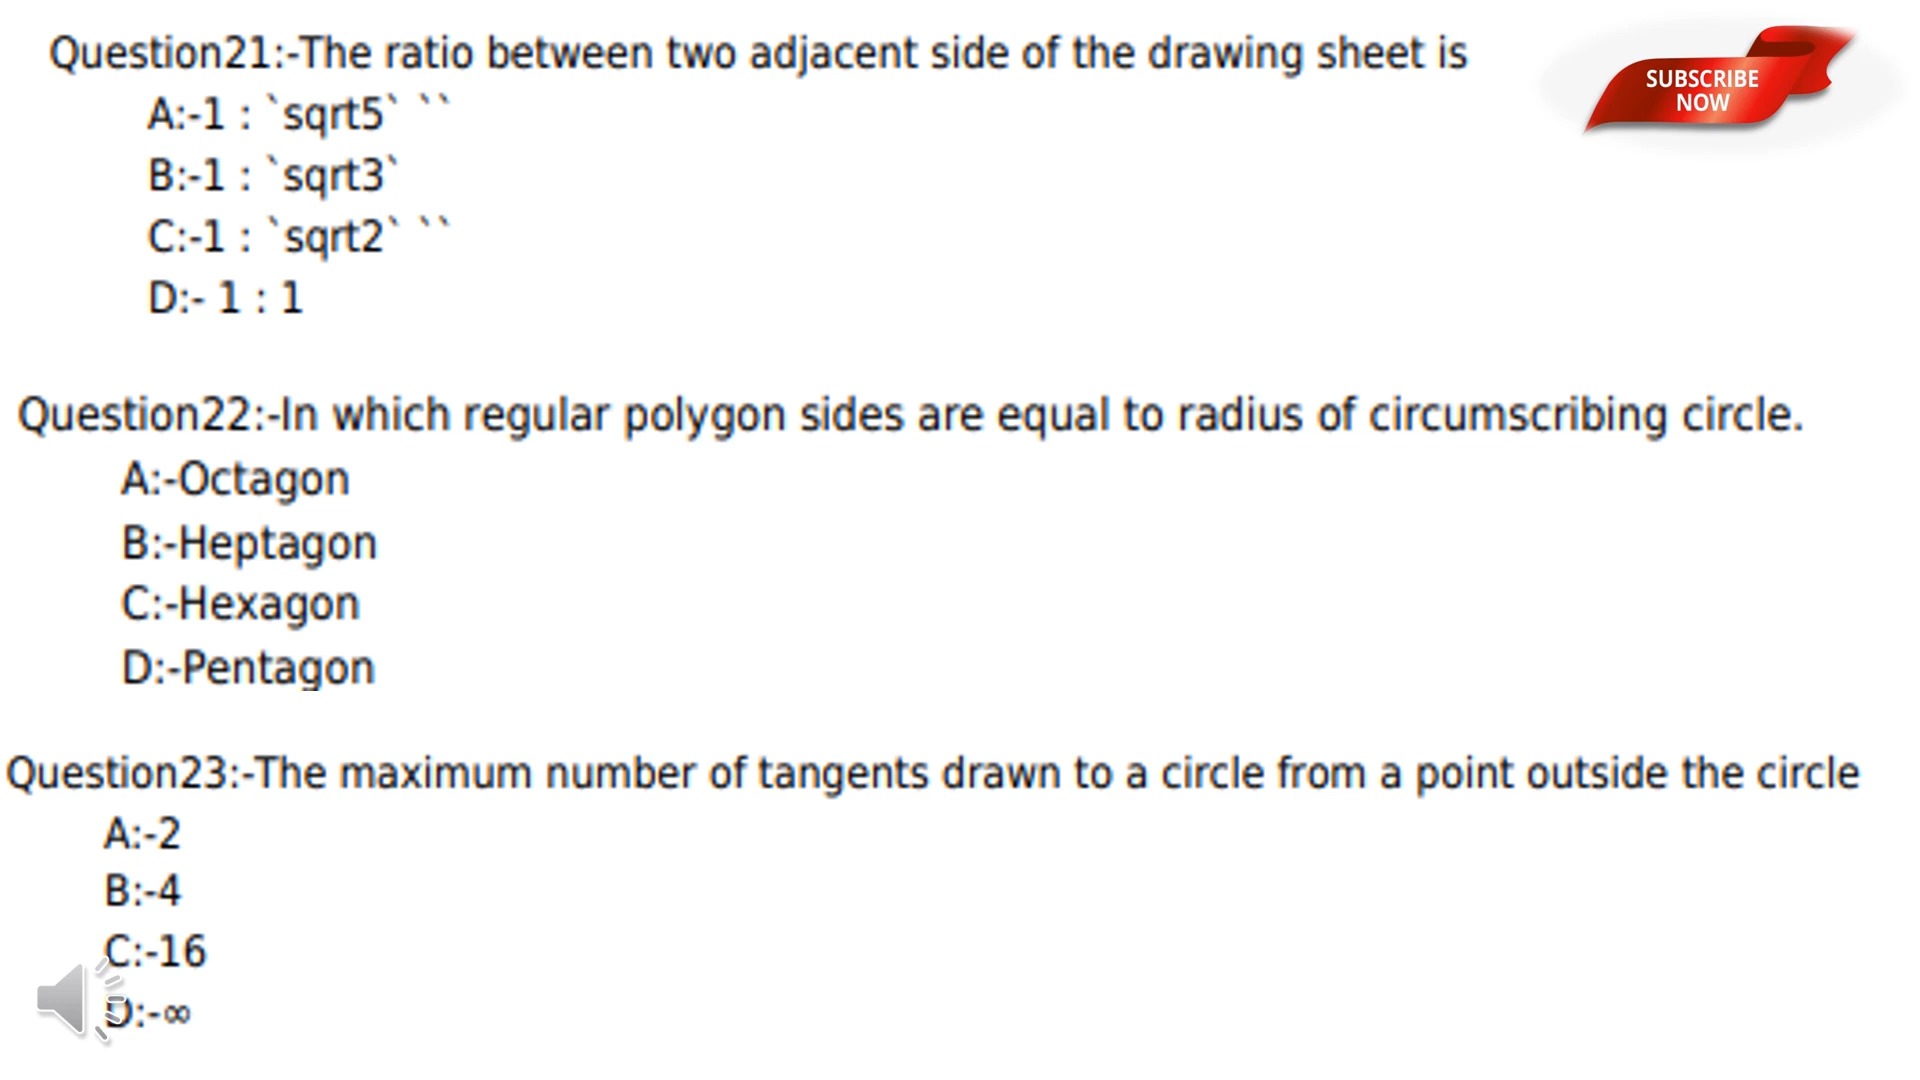 Question21:-The ratio between two adjacent side of the drawing sheet is
SUBSCRIBE
NOW
A:-1 : `sqrt5` ``
B:-1 : `sqrt3`
C:-1 : `sqrt2` ``
D:- 1 : 1
Question22:-In which regular polygon sides are equal to radius of circumscribing circle.
A:-Octagon
B:-Heptagon
C:-Hexagon
D:-Pentagon
Question23:-The maximum number of tangents drawn to a circle from a point outside the circle
A:-2
B:-4
C:-16
D:-∞